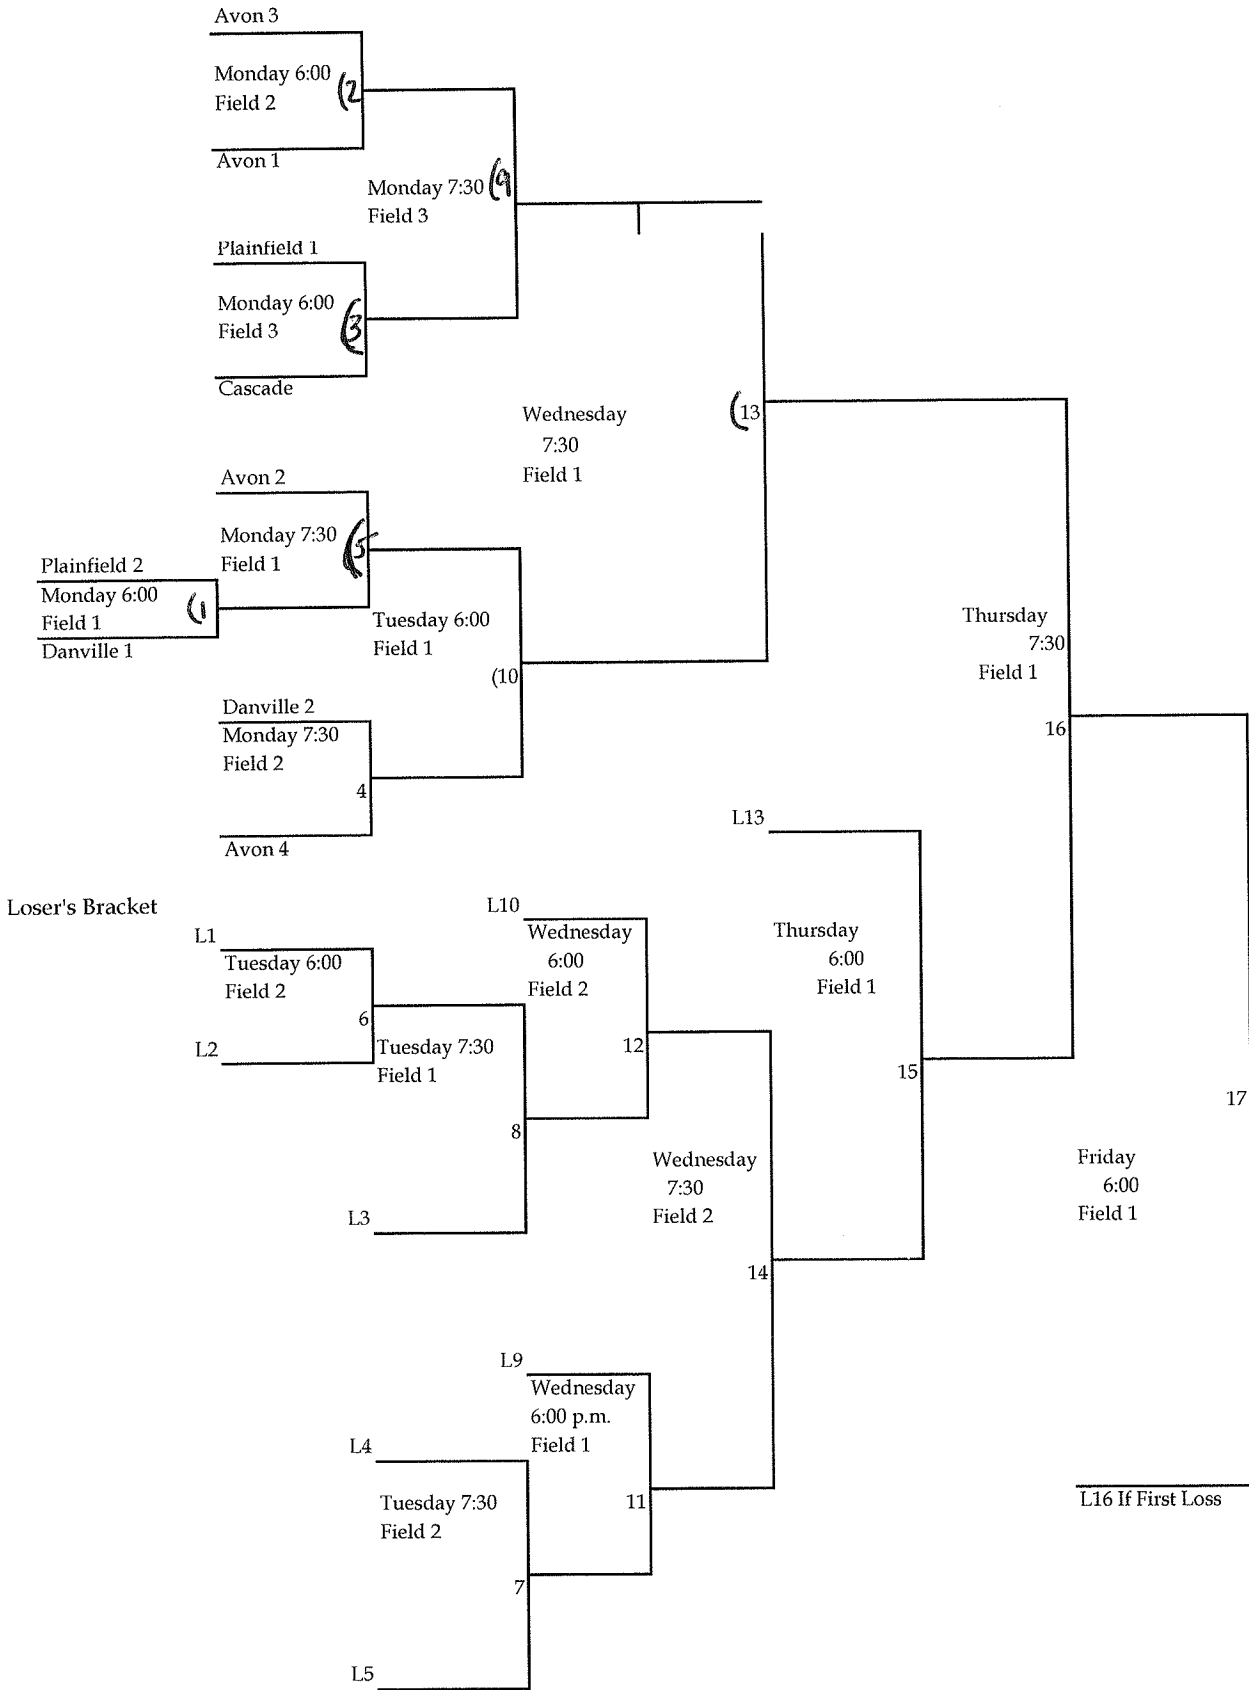 Avon 3
Monday 6:00
Field 2
(2
Avon 1
Monday 7:30
Field 3
(9
Plainfield 1
Monday 6:00
Field 3
(3
Cascade
Wednesday
7:30
Field 1
(13
Avon 2
Monday 7:30
Field 1
(5
Plainfield 2
Monday 6:00
Field 1
(1
Danville 1
Tuesday 6:00
Field 1
(10
Thursday
7:30
Field 1
16
Danville 2
Monday 7:30
Field 2
4
Avon 4
L13
Loser's Bracket
L10
Wednesday
6:00
Field 2
12
Thursday
6:00
Field 1
15
L1
Tuesday 6:00
Field 2
6
L2
Tuesday 7:30
Field 1
8
L3
Wednesday
7:30
Field 2
14
17
Friday
6:00
Field 1
L9
Wednesday
6:00 p.m.
Field 1
11
L4
Tuesday 7:30
Field 2
7
L5
L16 If First Loss